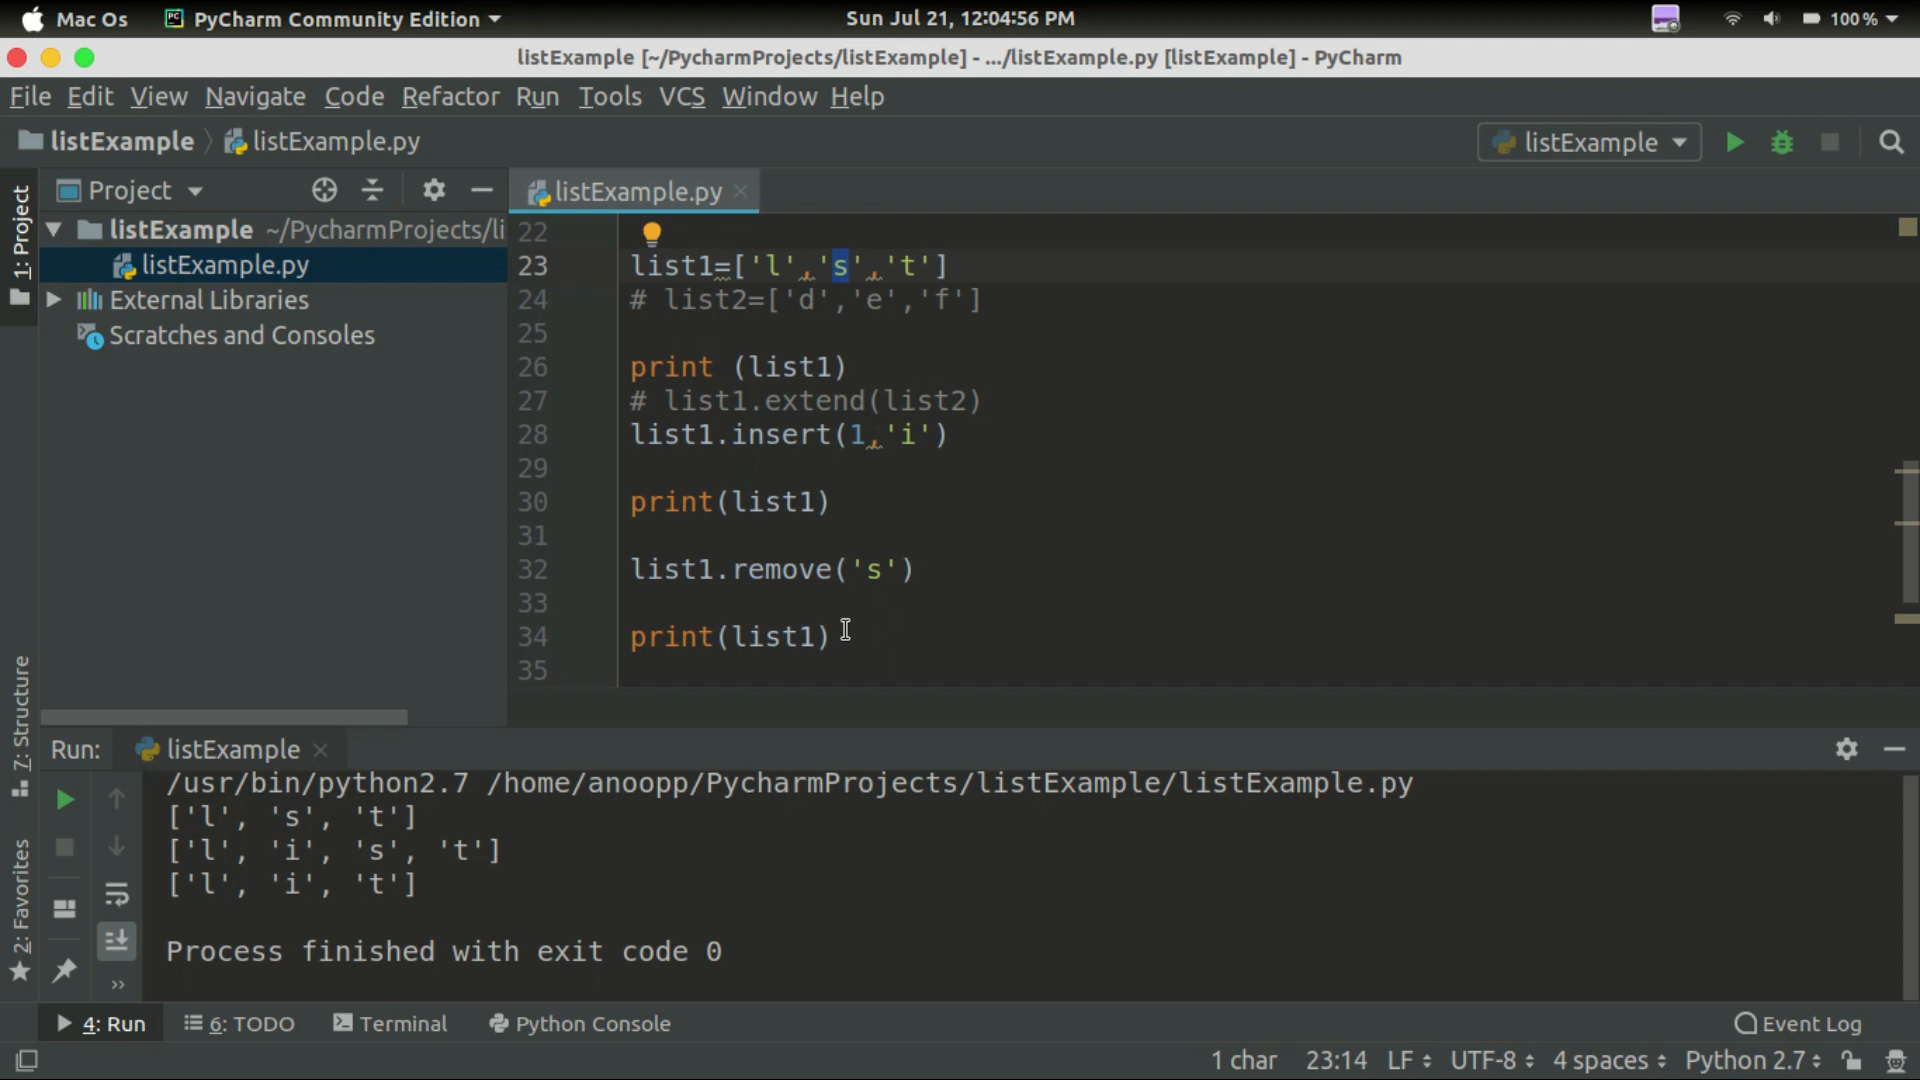 Mac Os PyCharm Community Edition Sun Jul 21, 12:04:56 PM 100 %
listExample [~/PycharmProjects/listExample] - .../listExample.py [listExample] - PyCharm
File Edit View Navigate Code Refactor Run Tools VCS Window Help
listExample listExample.py listExample
1: Project
Project
listExample ~/PycharmProjects/li
listExample.py
External Libraries
Scratches and Consoles
listExample.py
22
23 list1=['l','s','t']
24 # list2=['d','e','f']
25
26 print (list1)
27 # list1.extend(list2)
28 list1.insert(1,'i')
29
30 print(list1)
31
32 list1.remove('s')
33
34 print(list1)
35
7: Structure
2: Favorites
Run: listExample
/usr/bin/python2.7 /home/anoopp/PycharmProjects/listExample/listExample.py
['l', 's', 't']
['l', 'i', 's', 't']
['l', 'i', 't']
Process finished with exit code 0
4: Run 6: TODO Terminal Python Console Event Log
1 char 23:14 LF UTF-8 4 spaces Python 2.7